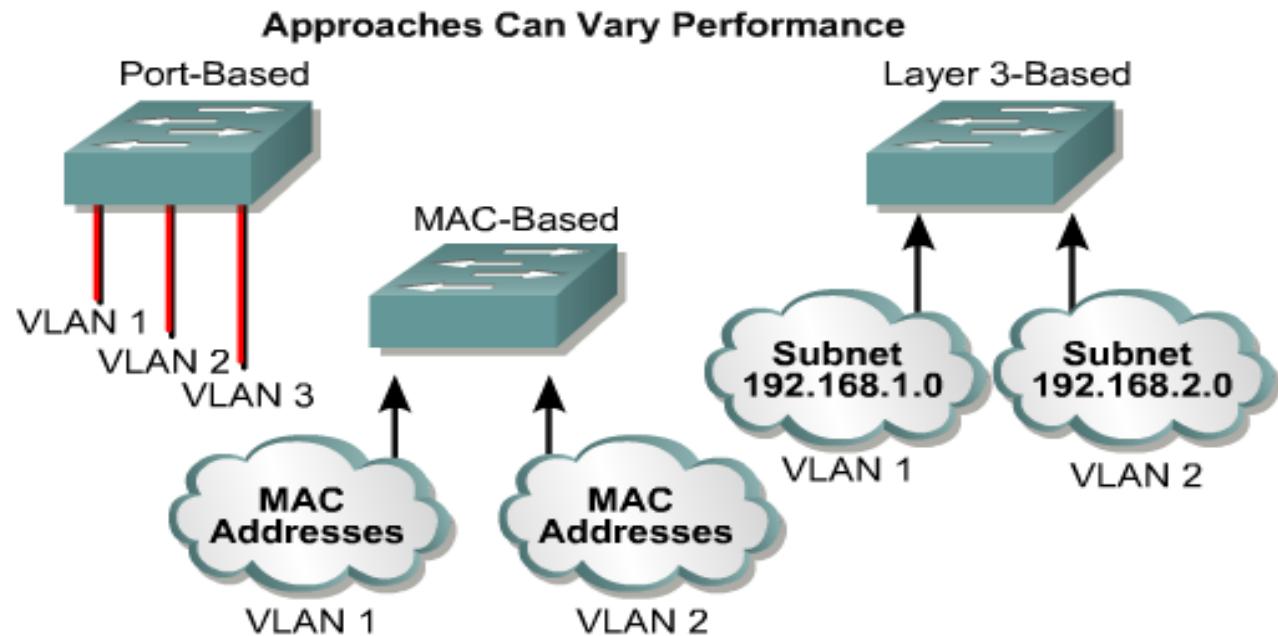 Approaches Can Vary Performance
Port-Based
VLAN 1
VLAN 2
VLAN 3
MAC-Based
MAC
Addresses
VLAN 1
MAC
Addresses
VLAN 2
Layer 3-Based
Subnet
192.168.1.0
VLAN 1
Subnet
192.168.2.0
VLAN 2